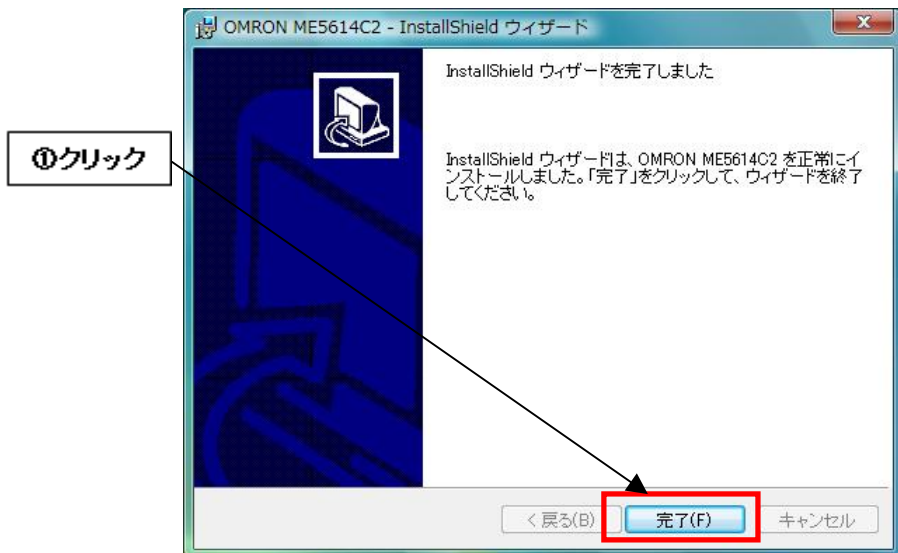 OMRON ME5614C2 - InstallShield ウィザード
InstallShield ウィザードを完了しました
①クリック
InstallShield ウィザードは、OMRON ME5614C2 を正常にイ
ンストールしました。「完了」をクリックして、ウィザードを終了
してください。
< 戻る(B)
完了(F)
キャンセル